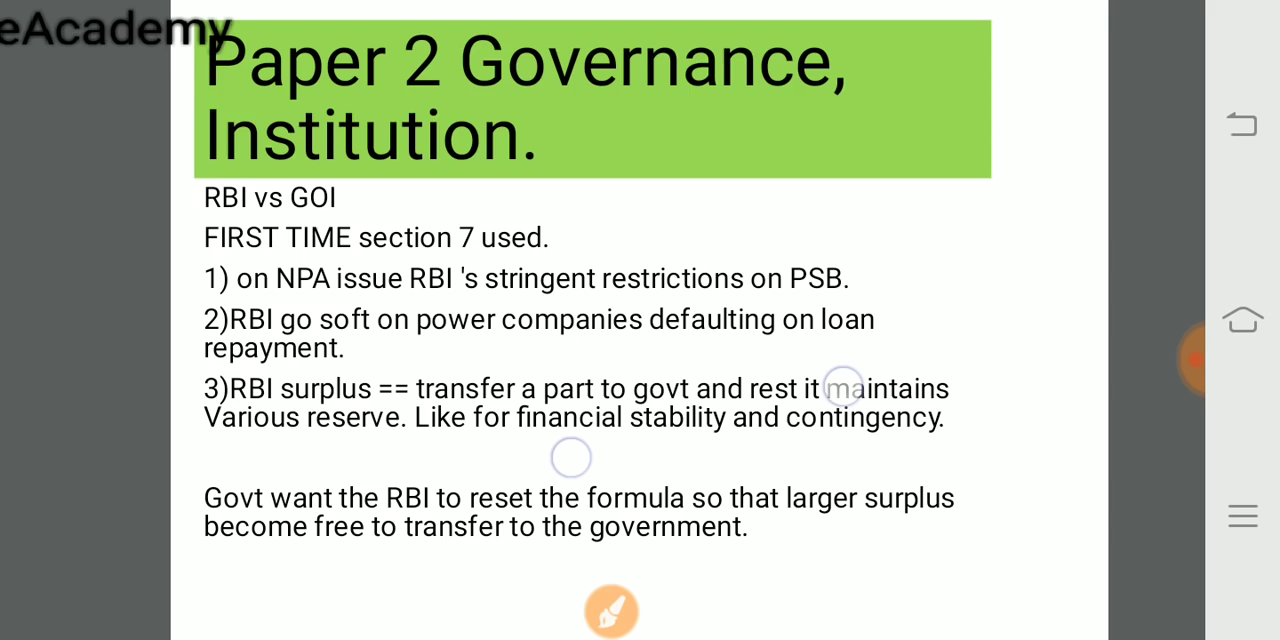 eAcademy
Paper 2 Governance,
Institution.
RBI vs GOI
FIRST TIME section 7 used.
1) on NPA issue RBI 's stringent restrictions on PSB.
2)RBI go soft on power companies defaulting on loan
repayment.
3)RBI surplus == transfer a part to govt and rest it maintains
Various reserve. Like for financial stability and contingency.
Govt want the RBI to reset the formula so that larger surplus
become free to transfer to the government.